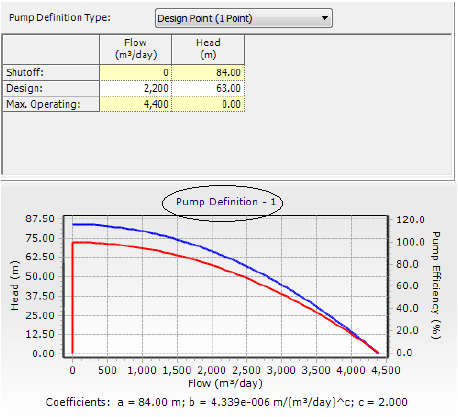 Pump Definition Type: Design Point (1 Point)
Flow (m³/day) Head (m)
Shutoff: 0 84.00
Design: 2,200 63.00
Max. Operating: 4,400 0.00
Pump Definition - 1
87.50
75.00
62.50
50.00
37.50
25.00
12.50
0.00
Head (m)
120.0
100.0
80.0
60.0
40.0
20.0
0.0
Pump Efficiency (%)
0 500 1,000 1,500 2,000 2,500 3,000 3,500 4,000 4,500
Flow (m³/day)
Coefficients: a = 84.00 m; b = 4.339e-006 m/(m³/day)^c; c = 2.000